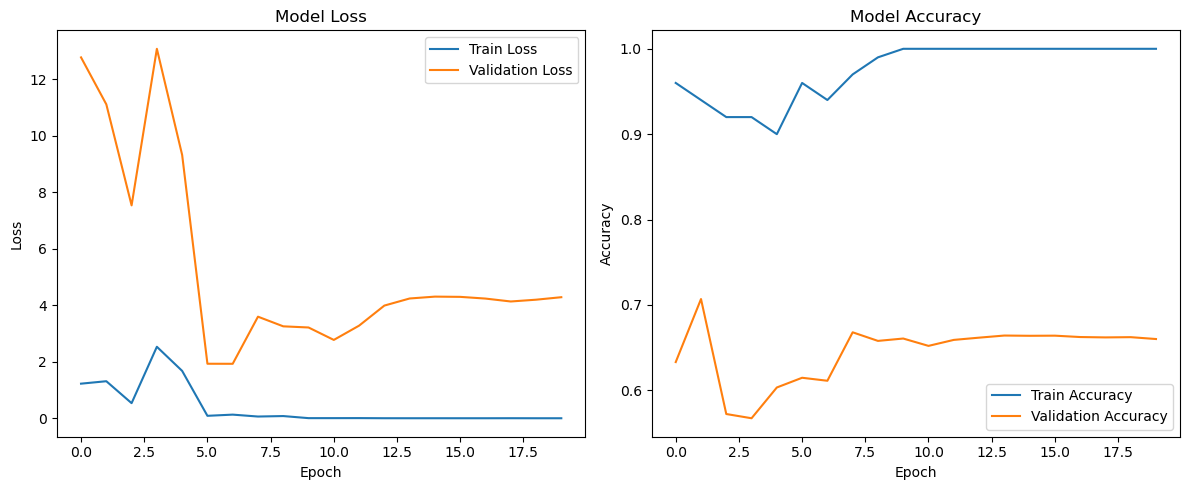 Model Loss
Train Loss
Validation Loss
Loss
12
10
8
6
4
2
0
0.0 2.5 5.0 7.5 10.0 12.5 15.0 17.5
Epoch
Model Accuracy
Accuracy
1.0
0.9
0.8
0.7
0.6
Train Accuracy
Validation Accuracy
0.0 2.5 5.0 7.5 10.0 12.5 15.0 17.5
Epoch